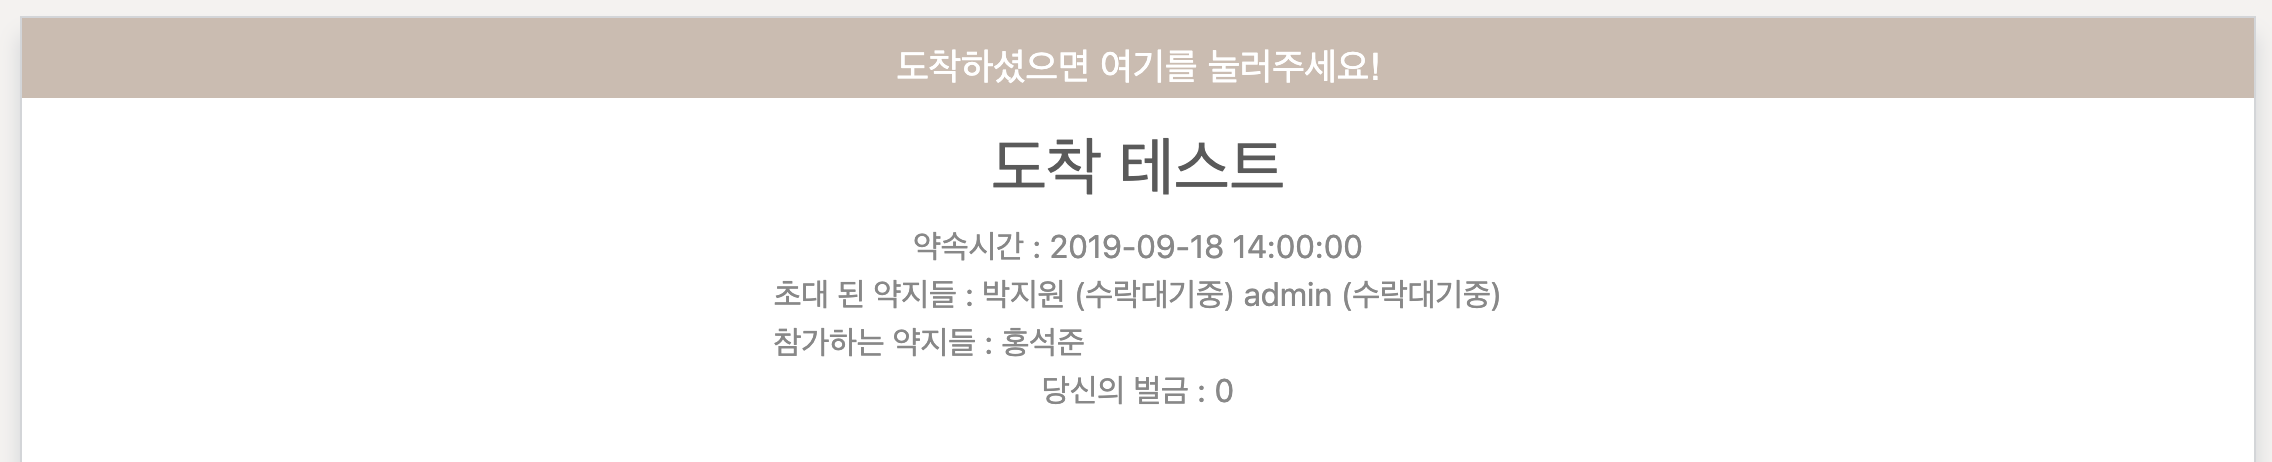 도착하셨으면 여기를 눌러주세요!
도착 테스트
약속시간 : 2019-09-18 14:00:00
초대 된 약지들 : 박지원 (수락대기중) admin (수락대기중)
참가하는 약지들 : 홍석준
당신의 벌금 : 0